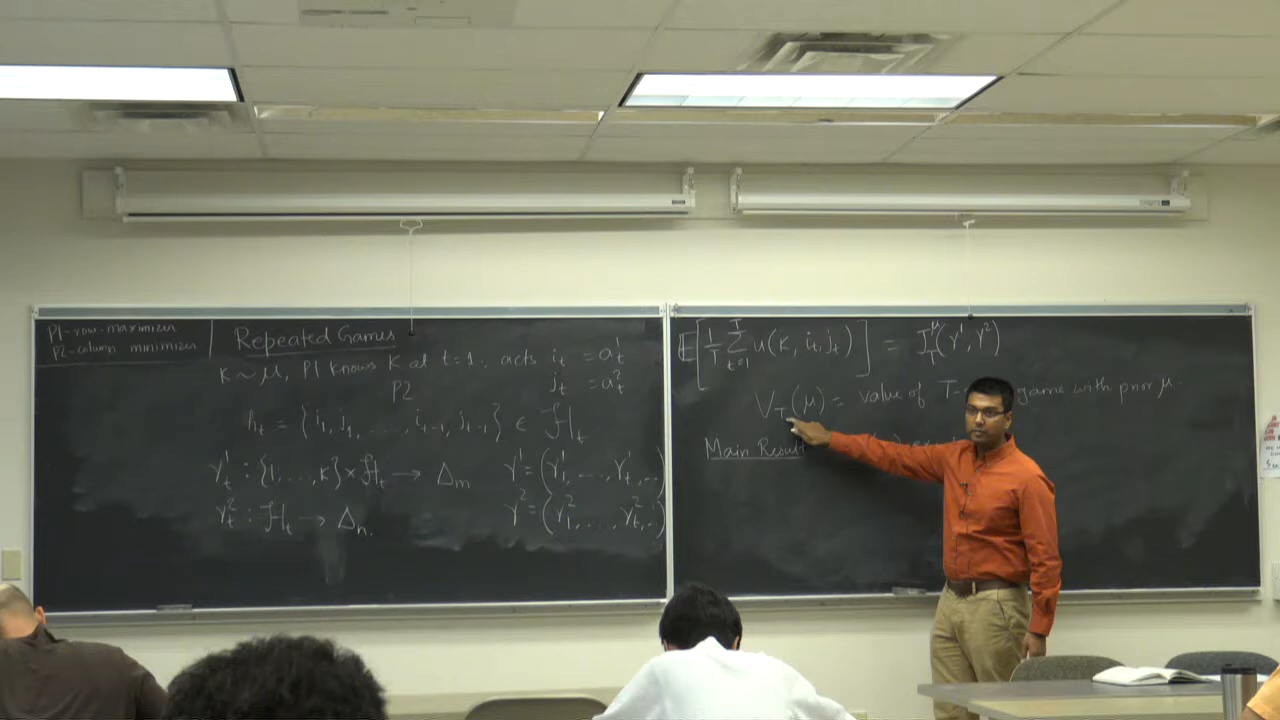 P1-row-maximizer
P2-column minimizer
Repeated Games
K ~ μ, P1 knows K at t=1, acts i_t = a_t^1
P2 j_t = a_t^2
h_t = {i_1, j_1, ....., i_{t-1}, j_{t-1}} ∈ ℋ_t
γ_t^1 : {1,...,K} × ℋ_t → Δ_m γ^1 = (γ_1^1, ..., γ_t^1, ..)
γ_t^2 : ℋ_t → Δ_n. γ^2 = (γ_1^2, ..., γ_t^2, ..)
E[1/T Σ_{t=1}^T u(K, i_t, j_t)] = J_T^μ(γ^1, γ^2)
V_T(μ) = value of T- game with prior μ.
Main Result